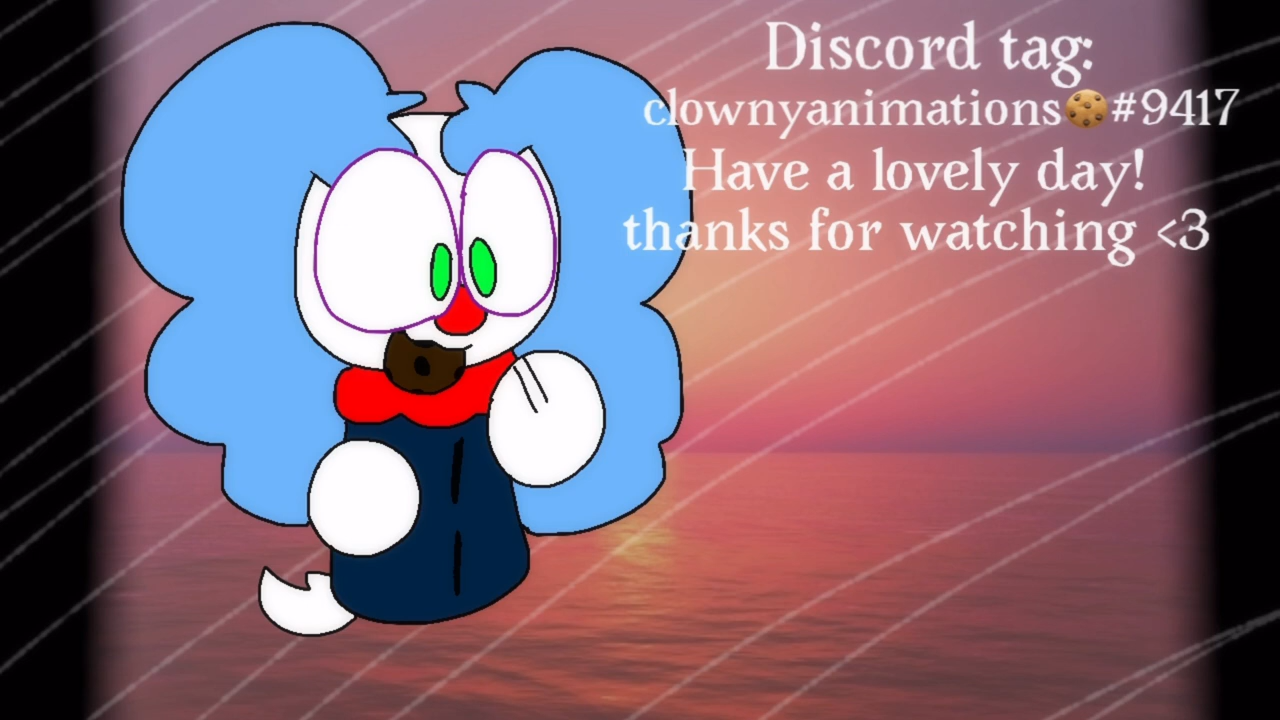 Discord tag:
clownyanimations🍪#9417
Have a lovely day!
thanks for watching <3